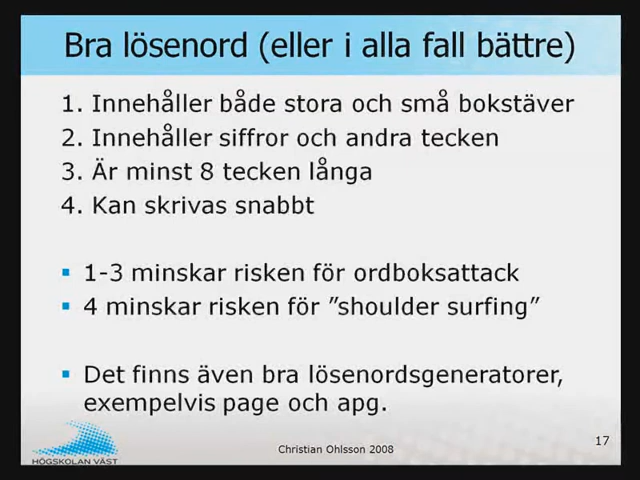 Bra lösenord (eller i alla fall bättre)
1. Innehåller både stora och små bokstäver
2. Innehåller siffror och andra tecken
3. Är minst 8 tecken långa
4. Kan skrivas snabbt
▪ 1-3 minskar risken för ordboksattack
▪ 4 minskar risken för ”shoulder surfing”
▪ Det finns även bra lösenordsgeneratorer,
exempelvis page och apg.
HÖGSKOLAN VÄST
Christian Ohlsson 2008
17